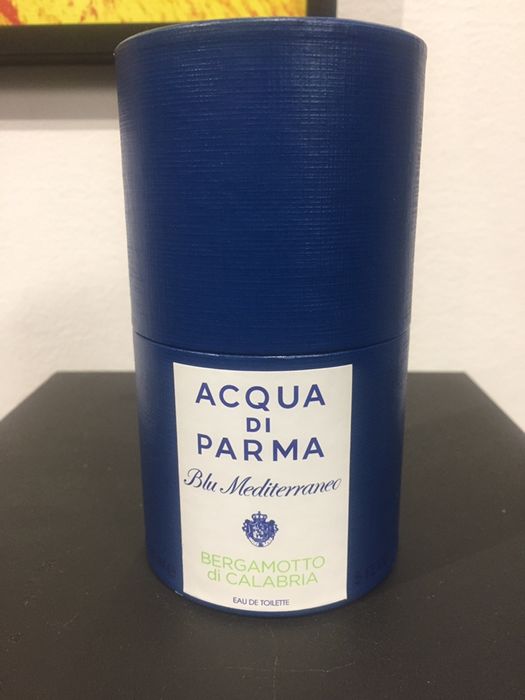 ACQUA
DI
PARMA
Blu Mediterraneo
BERGAMOTTO
di CALABRIA
EAU DE TOILETTE